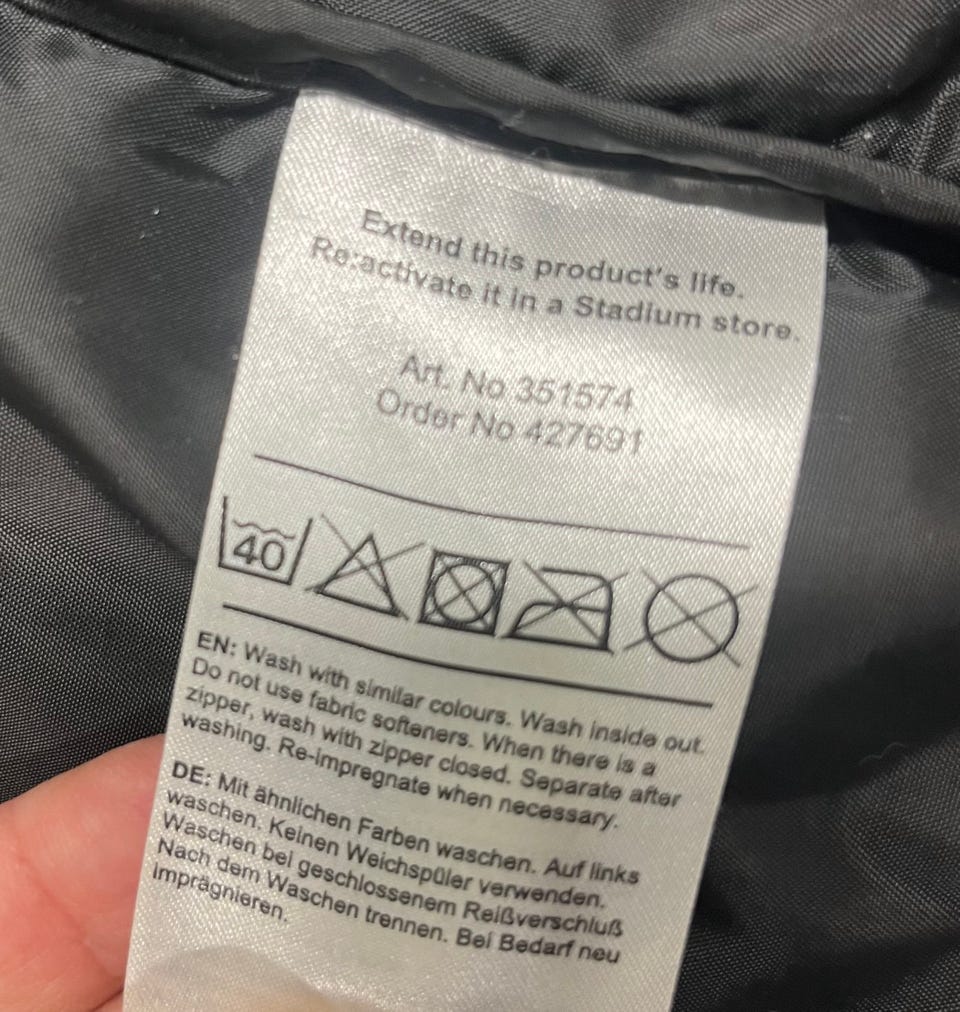 Extend this product's life.
Re:activate it in a Stadium store.
Art. No 351574
Order No 427691
40
EN: Wash with similar colours. Wash inside out.
Do not use fabric softeners. When there is a
zipper, wash with zipper closed. Separate after
washing. Re-impregnate when necessary.
DE: Mit ähnlichen Farben waschen. Auf links
waschen. Keinen Weichspüler verwenden.
Waschen bei geschlossenem Reißverschluß
Nach dem Waschen trennen. Bei Bedarf neu
imprägnieren.